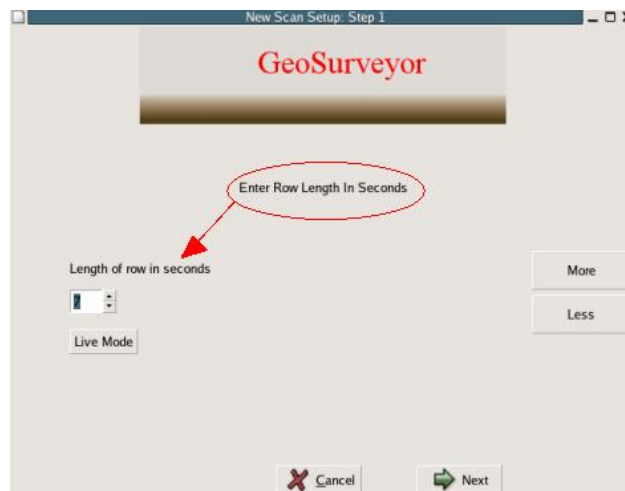 New Scan Setup: Step 1
GeoSurveyor
Enter Row Length In Seconds
Length of row in seconds
7
Live Mode
More
Less
Cancel
Next